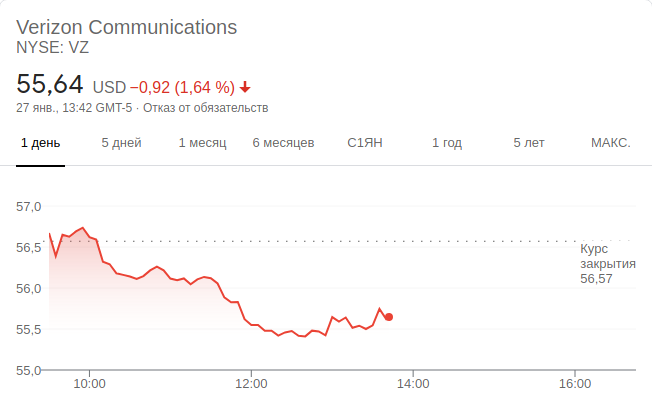 Verizon Communications
NYSE: VZ
55,64 USD −0,92 (1,64 %)
27 янв., 13:42 GMT-5 · Отказ от обязательств
1 день 5 дней 1 месяц 6 месяцев С1ЯН 1 год 5 лет МАКС.
57,0
56,5
Курс
закрытия
56,57
56,0
55,5
55,0
10:00 12:00 14:00 16:00